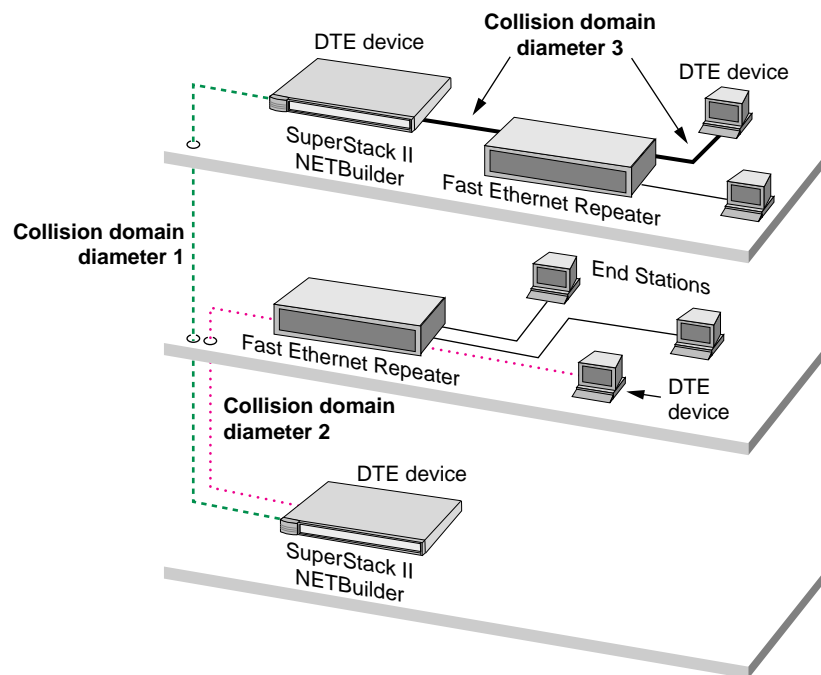 Collision domain
diameter 3
DTE device
DTE device
SuperStack II
NETBuilder
Fast Ethernet Repeater
Collision domain
diameter 1
End Stations
Fast Ethernet Repeater
DTE
device
Collision domain
diameter 2
DTE device
SuperStack II
NETBuilder